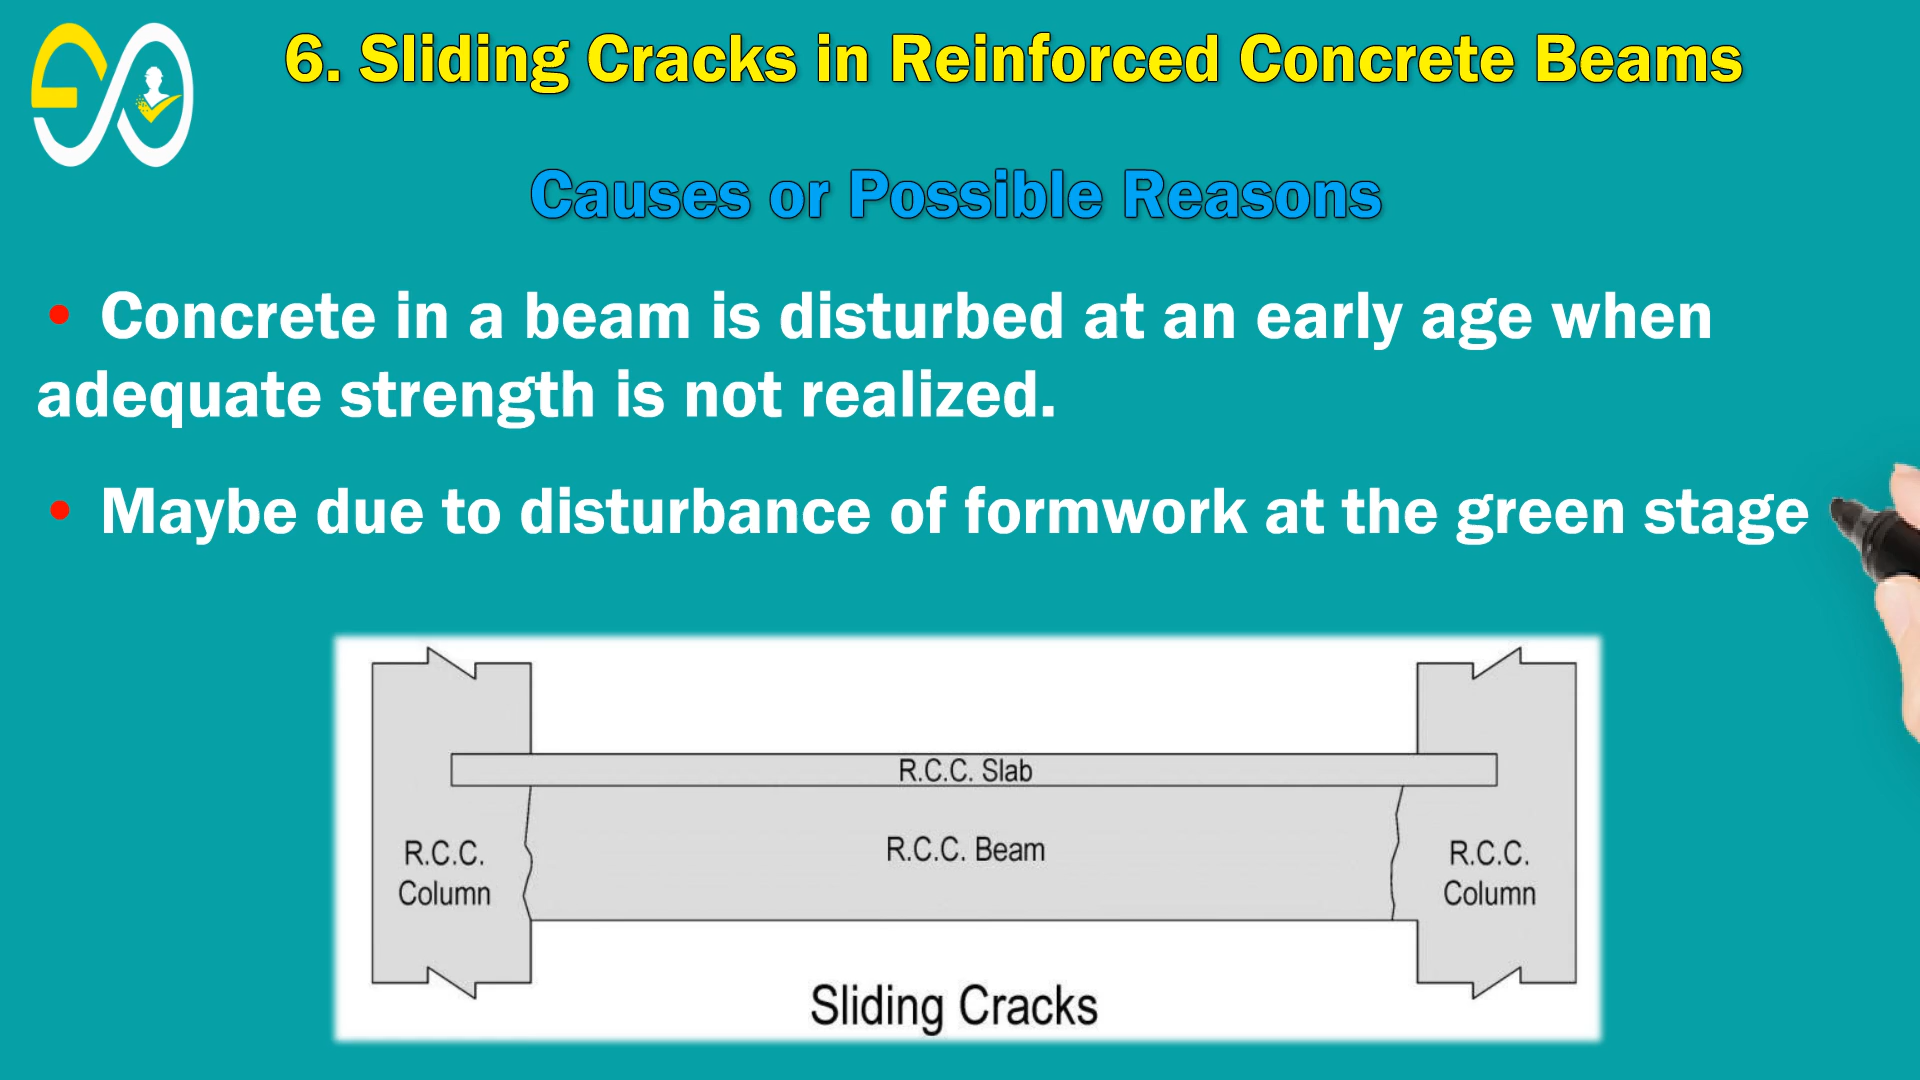 6. Sliding Cracks in Reinforced Concrete Beams
Causes or Possible Reasons
• Concrete in a beam is disturbed at an early age when
adequate strength is not realized.
• Maybe due to disturbance of formwork at the green stage
R.C.C. Slab
R.C.C. Beam
R.C.C.
Column
R.C.C.
Column
Sliding Cracks